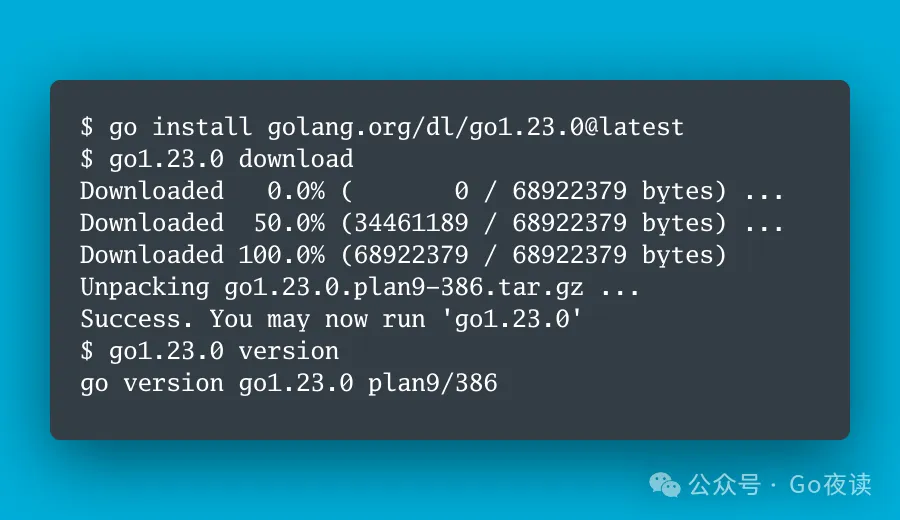 $ go install golang.org/dl/go1.23.0@latest
$ go1.23.0 download
Downloaded   0.0% (       0 / 68922379 bytes) ...
Downloaded  50.0% (34461189 / 68922379 bytes) ...
Downloaded 100.0% (68922379 / 68922379 bytes)
Unpacking go1.23.0.plan9-386.tar.gz ...
Success. You may now run 'go1.23.0'
$ go1.23.0 version
go version go1.23.0 plan9/386
公众号 · Go夜读